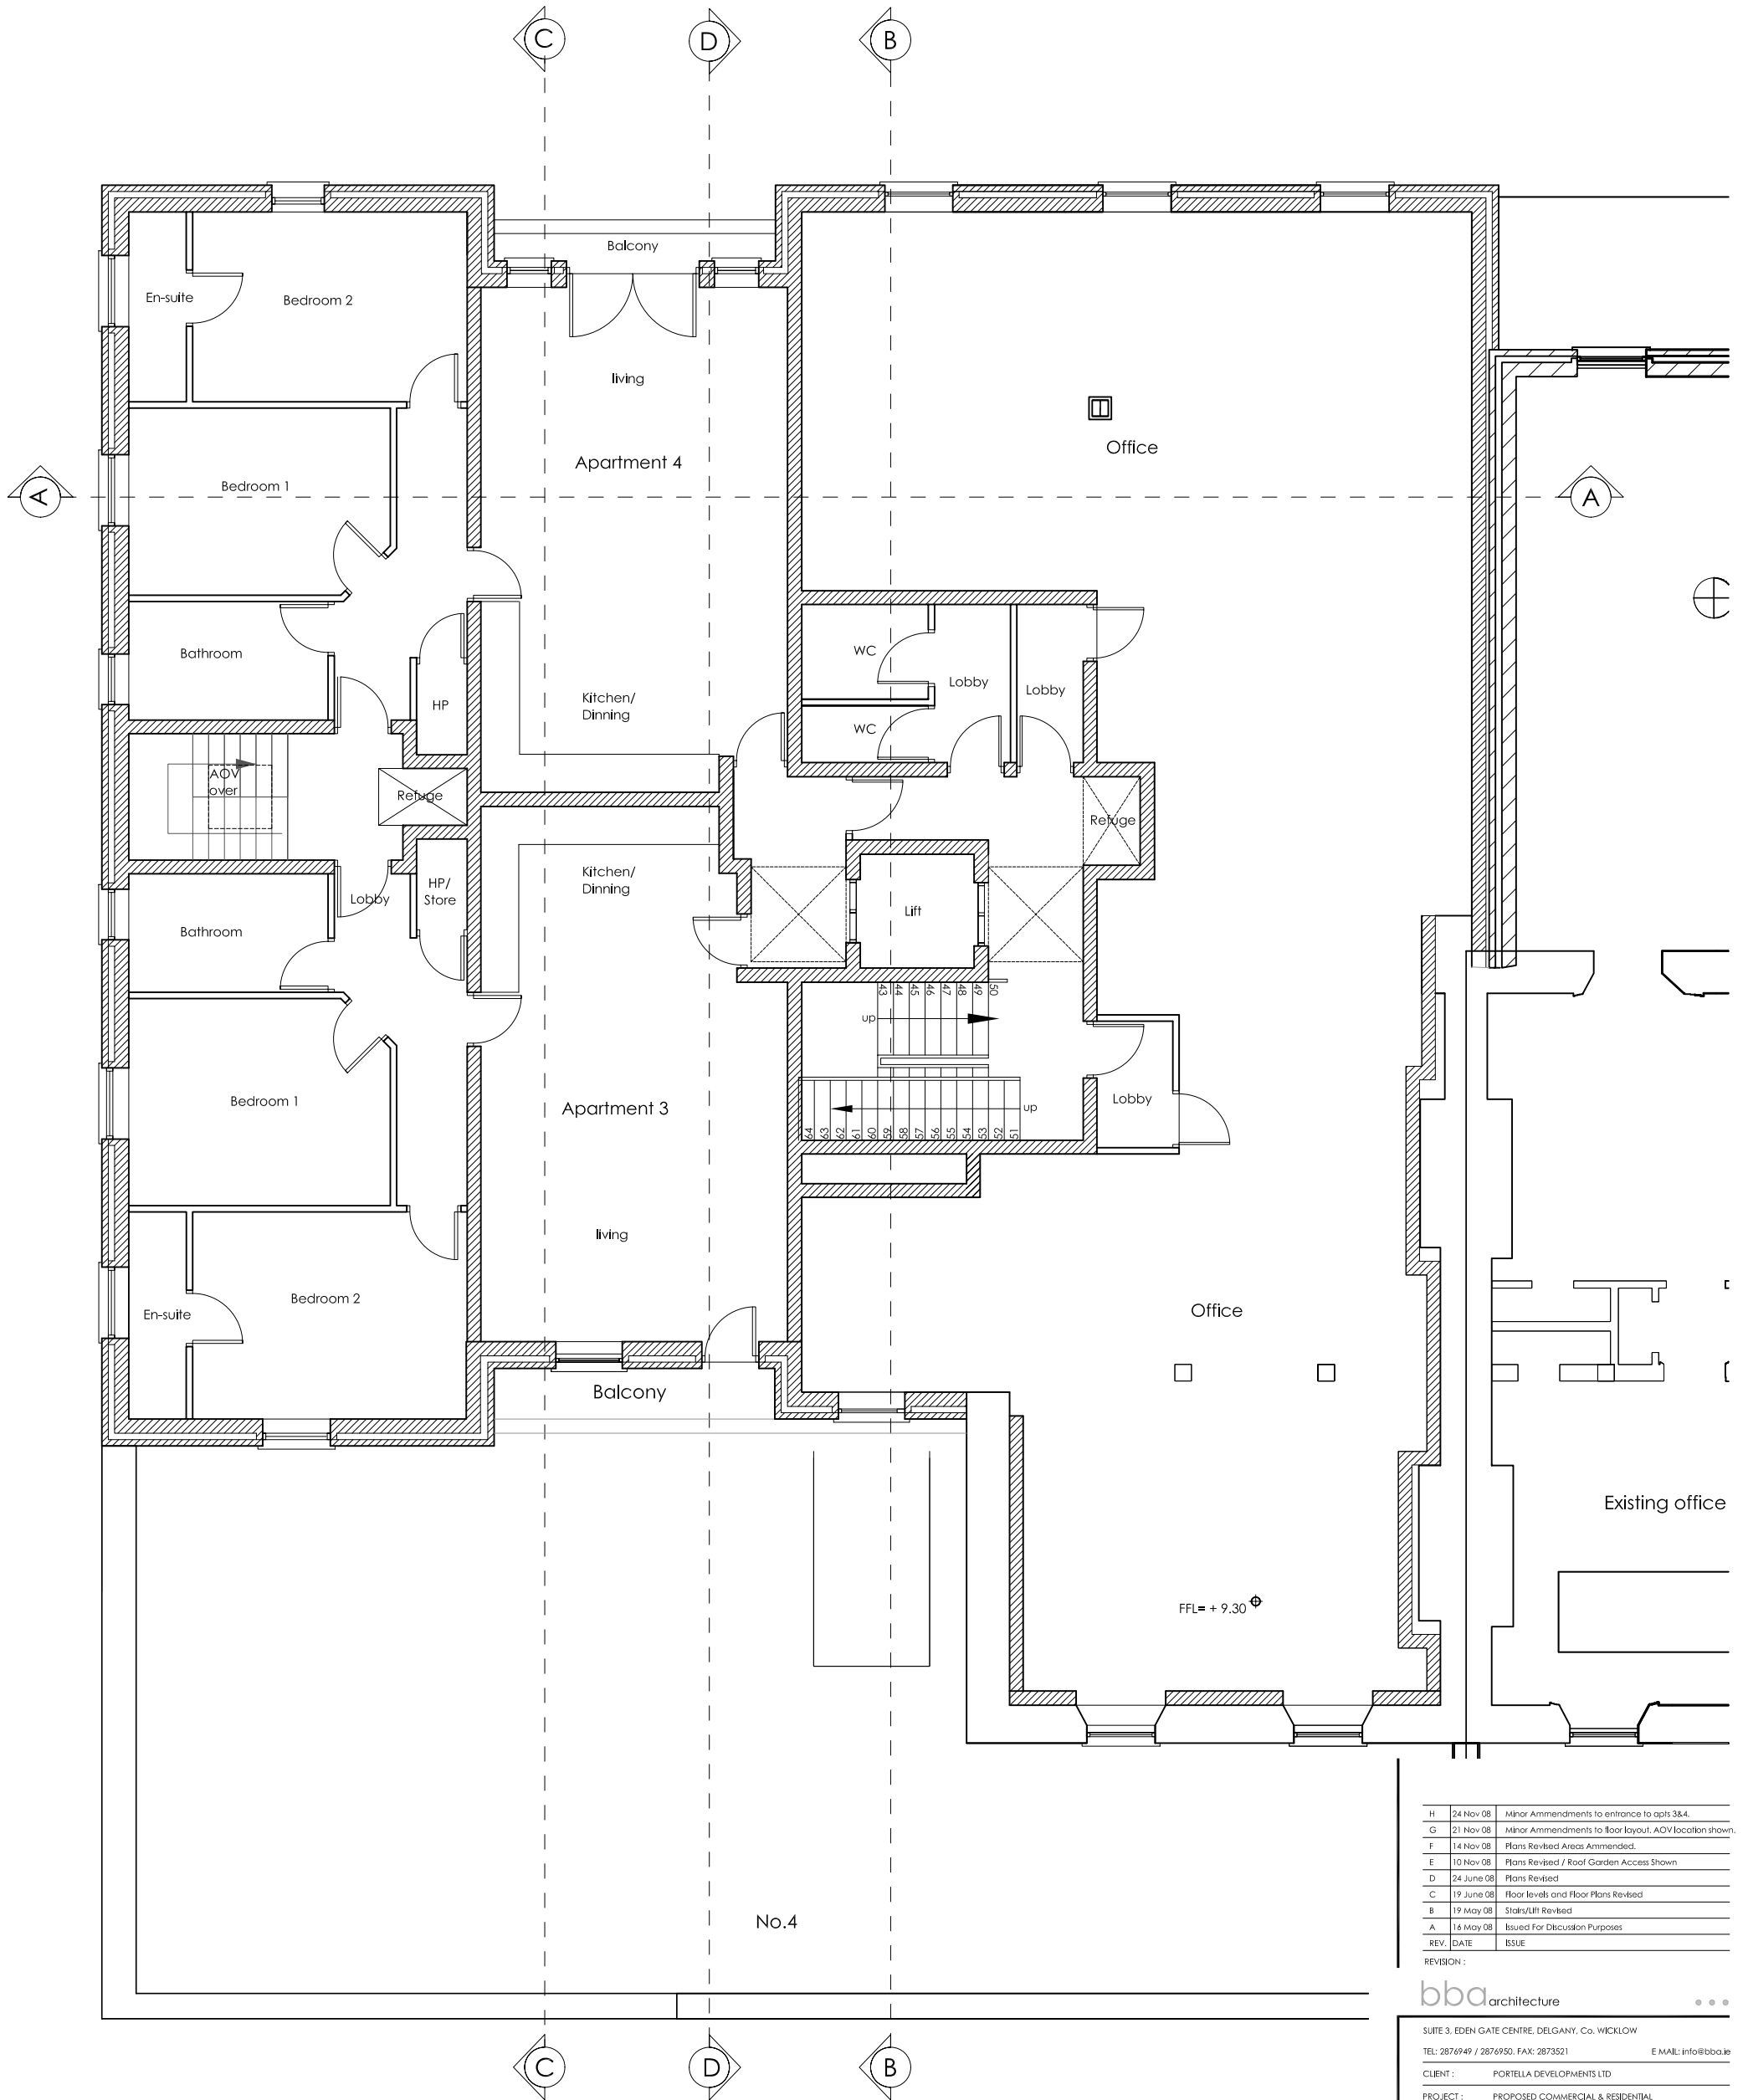 C
D
B
Balcony
En-suite
Bedroom 2
living
Office
Apartment 4
Bedroom 1
A
A
WC
Bathroom
Lobby
Lobby
HP
Kitchen/
Dinning
WC
AOV
over
Refuge
Refuge
Kitchen/
Dinning
HP/
Store
Lobby
Lift
Bathroom
43
44
45
46
47
48
49
50
up
Bedroom 1
Apartment 3
Lobby
up
64
63
62
61
60
59
58
57
56
55
54
53
52
51
living
Bedroom 2
En-suite
Office
Balcony
Existing office
FFL= + 9.30
No.4
H 24 Nov 08 Minor Ammendments to entrance to apts 3&4.
G 21 Nov 08 Minor Ammendments to floor layout. AOV location shown.
F 14 Nov 08 Plans Revised Areas Ammended.
E 10 Nov 08 Plans Revised / Roof Garden Access Shown
D 24 June 08 Plans Revised
C 19 June 08 Floor levels and Floor Plans Revised
B 19 May 08 Stairs/Lift Revised
A 16 May 08 Issued For Discussion Purposes
REV. DATE ISSUE
REVISION :
bba architecture
SUITE 3, EDEN GATE CENTRE, DELGANY, Co. WICKLOW
TEL: 2876949 / 2876950. FAX: 2873521 E MAIL: info@bba.ie
CLIENT : PORTELLA DEVELOPMENTS LTD
PROJECT : PROPOSED COMMERCIAL & RESIDENTIAL
C
D
B